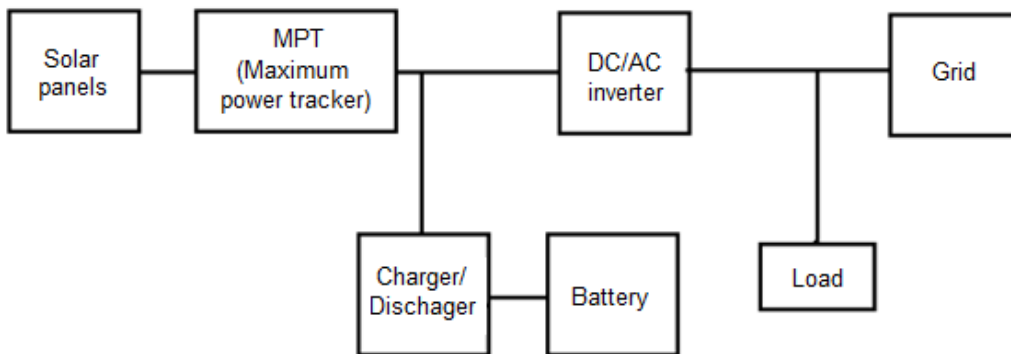 Solar
panels
MPT
(Maximum
power tracker)
DC/AC
inverter
Grid
Charger/
Dischager
Battery
Load